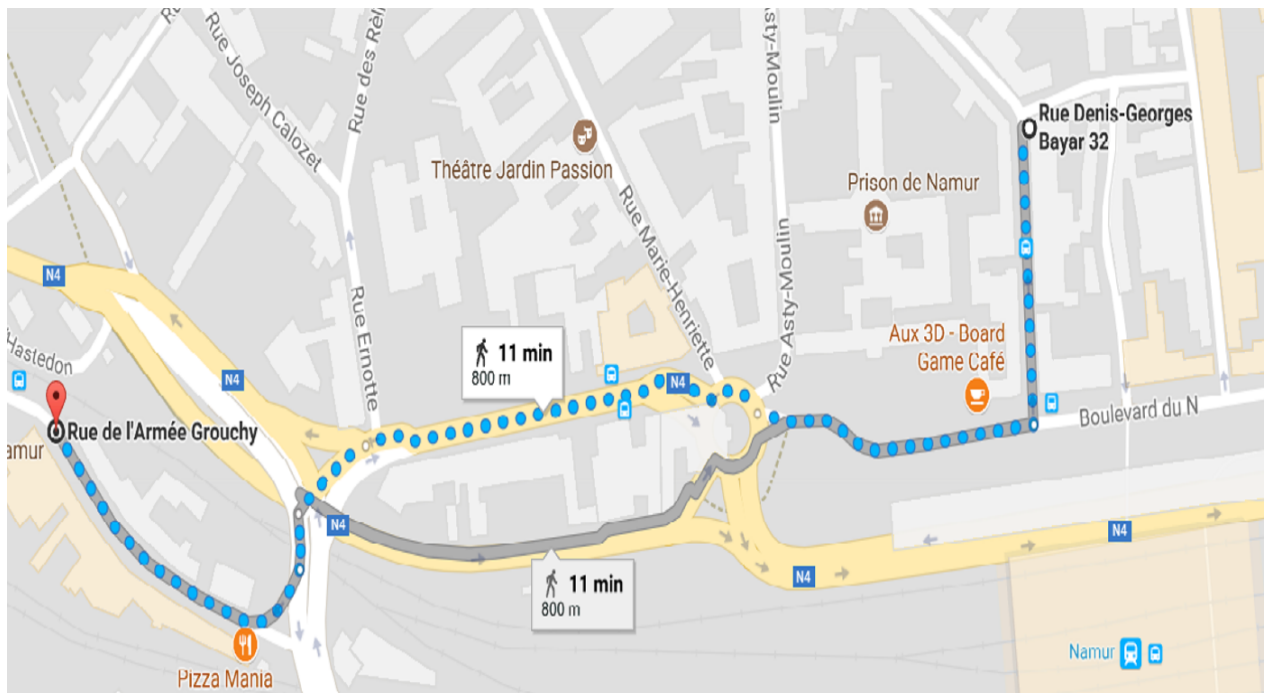 Ru
Rue Joseph Calozet
Rue des Rèl
Asty-Moulin
Théâtre Jardin Passion
Rue Marie-Henriette
Rue Asty-Moulin
Prison de Namur
Rue Denis-Georges
Bayar 32
N4
Hastedon
Rue Ernotte
N4
11 min
800 m
N4
Aux 3D - Board
Game Café
Boulevard du N
Rue de l'Armée Grouchy
amur
N4
N4
N4
11 min
800 m
Pizza Mania
Namur